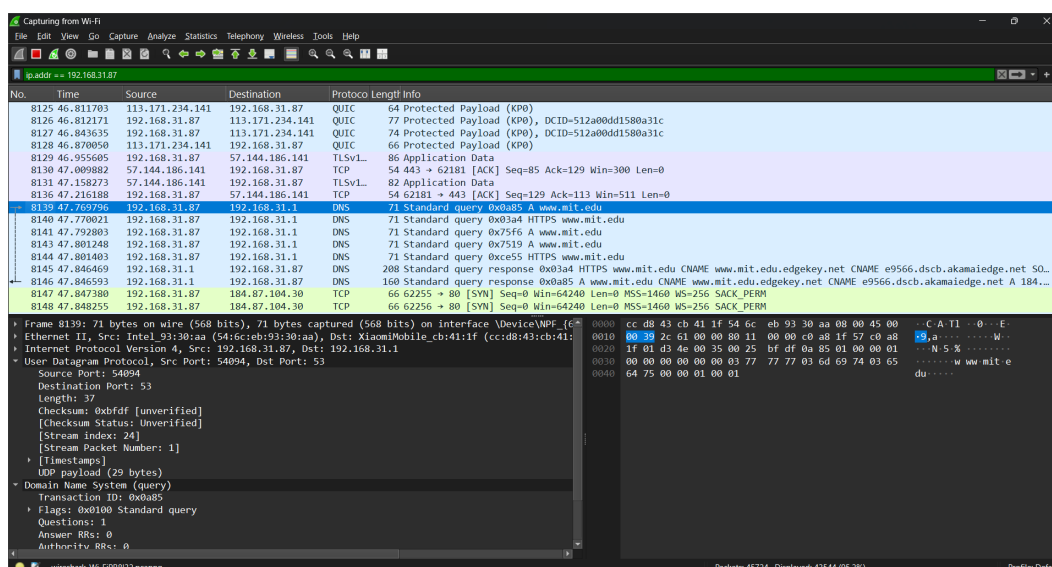 Capturing from Wi-Fi
File Edit View Go Capture Analyze Statistics Telephony Wireless Tools Help
ip.addr == 192.168.31.87
No. Time Source Destination Protoco Length Info
8125 46.811703 113.171.234.141 192.168.31.87 QUIC 64 Protected Payload (KP0)
8126 46.812171 192.168.31.87 113.171.234.141 QUIC 77 Protected Payload (KP0), DCID=512a00dd1580a31c
8127 46.843635 192.168.31.87 113.171.234.141 QUIC 74 Protected Payload (KP0), DCID=512a00dd1580a31c
8128 46.870050 113.171.234.141 192.168.31.87 QUIC 66 Protected Payload (KP0)
8129 46.955605 192.168.31.87 57.144.186.141 TLSv1… 86 Application Data
8130 47.009882 57.144.186.141 192.168.31.87 TCP 54 443 → 62181 [ACK] Seq=85 Ack=129 Win=300 Len=0
8131 47.158273 57.144.186.141 192.168.31.87 TLSv1… 82 Application Data
8136 47.216188 192.168.31.87 57.144.186.141 TCP 54 62181 → 443 [ACK] Seq=129 Ack=113 Win=511 Len=0
8139 47.769796 192.168.31.87 192.168.31.1 DNS 71 Standard query 0x0a85 A www.mit.edu
8140 47.770021 192.168.31.87 192.168.31.1 DNS 71 Standard query 0x03a4 HTTPS www.mit.edu
8141 47.792803 192.168.31.87 192.168.31.1 DNS 71 Standard query 0x75f6 A www.mit.edu
8143 47.801248 192.168.31.87 192.168.31.1 DNS 71 Standard query 0x7519 A www.mit.edu
8144 47.801403 192.168.31.87 192.168.31.1 DNS 71 Standard query 0xce55 HTTPS www.mit.edu
8145 47.846469 192.168.31.1 192.168.31.87 DNS 208 Standard query response 0x03a4 HTTPS www.mit.edu CNAME www.mit.edu.edgekey.net CNAME e9566.dscb.akamaiedge.net SO…
8146 47.846593 192.168.31.1 192.168.31.87 DNS 160 Standard query response 0x0a85 A www.mit.edu CNAME www.mit.edu.edgekey.net CNAME e9566.dscb.akamaiedge.net A 184.…
8147 47.847380 192.168.31.87 184.87.104.30 TCP 66 62255 → 80 [SYN] Seq=0 Win=64240 Len=0 MSS=1460 WS=256 SACK_PERM
8148 47.848255 192.168.31.87 184.87.104.30 TCP 66 62256 → 80 [SYN] Seq=0 Win=64240 Len=0 MSS=1460 WS=256 SACK_PERM
Frame 8139: 71 bytes on wire (568 bits), 71 bytes captured (568 bits) on interface \Device\NPF_{6
Ethernet II, Src: Intel_93:30:aa (54:6c:eb:93:30:aa), Dst: XiaomiMobile_cb:41:1f (cc:d8:43:cb:41:
Internet Protocol Version 4, Src: 192.168.31.87, Dst: 192.168.31.1
User Datagram Protocol, Src Port: 54094, Dst Port: 53
Source Port: 54094
Destination Port: 53
Length: 37
Checksum: 0xbfdf [unverified]
[Checksum Status: Unverified]
[Stream index: 24]
[Stream Packet Number: 1]
[Timestamps]
UDP payload (29 bytes)
Domain Name System (query)
Transaction ID: 0x0a85
Flags: 0x0100 Standard query
Questions: 1
Answer RRs: 0
Authority RRs: 0
0000 cc d8 43 cb 41 1f 54 6c eb 93 30 aa 08 00 45 00 ··C·A·Tl ··0···E·
0010 00 39 2c 61 00 00 80 11 00 00 c0 a8 1f 57 c0 a8 ·9,a···· ·····W··
0020 1f 01 d3 4e 00 35 00 25 bf df 0a 85 01 00 00 01 ···N·5·% ········
0030 00 00 00 00 00 00 03 77 77 77 03 6d 69 74 03 65 ·······w ww·mit·e
0040 64 75 00 00 01 00 01 du·····